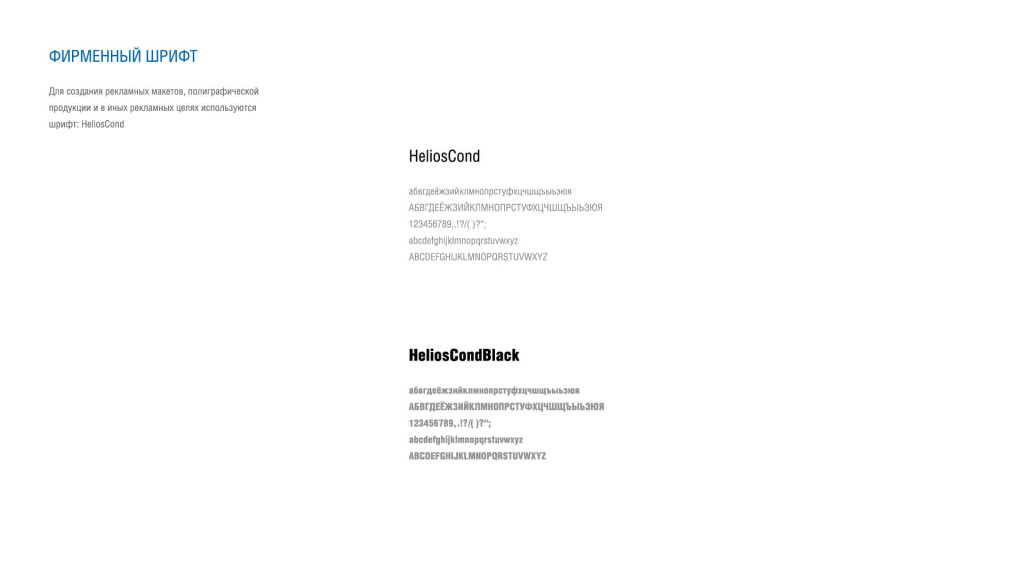 ФИРМЕННЫЙ ШРИФТ
Для создания рекламных макетов, полиграфической
продукции и в иных рекламных целях используются
шрифт: HeliosCond
HeliosCond
абвгдеёжзийклмнопрстуфхцчшщъыьэюя
АБВГДЕЁЖЗИЙКЛМНОПРСТУФХЦЧШЩЪЫЬЭЮЯ
123456789,.!?/( )?“;
abcdefghijklmnopqrstuvwxyz
ABCDEFGHIJKLMNOPQRSTUVWXYZ
HeliosCondBlack
абвгдеёжзийклмнопрстуфхцчшщъыьэюя
АБВГДЕЁЖЗИЙКЛМНОПРСТУФХЦЧШЩЪЫЬЭЮЯ
123456789,.!?/( )?“;
abcdefghijklmnopqrstuvwxyz
ABCDEFGHIJKLMNOPQRSTUVWXYZ